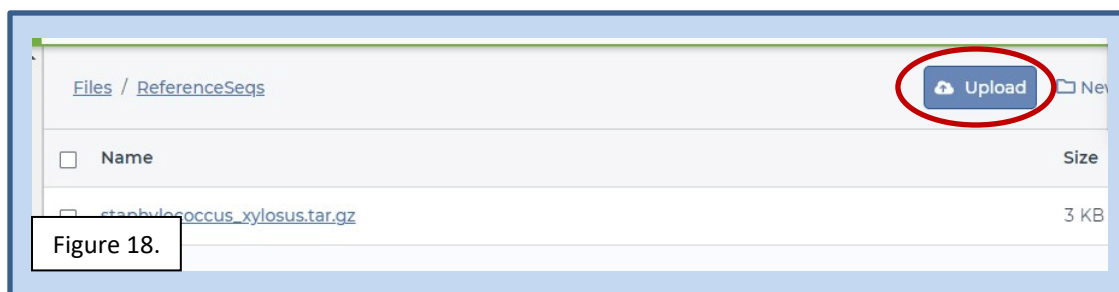 Files / ReferenceSeqs
Upload
Name
Size
staphylococcus_xylosus.tar.gz
3 KB
Figure 18.